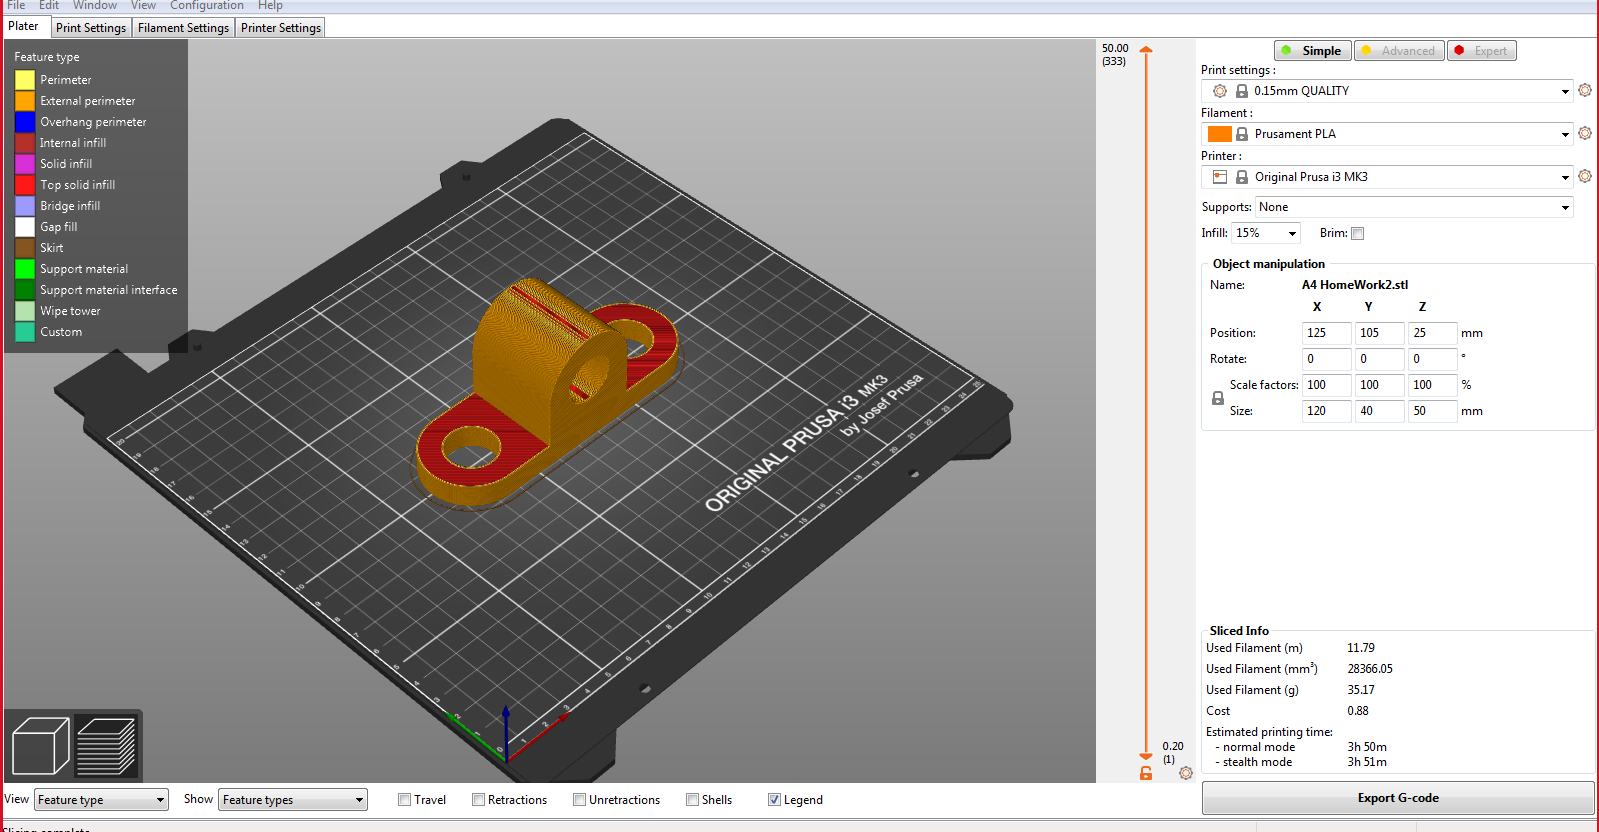 File Edit Window View Configuration Help
Plater Print Settings Filament Settings Printer Settings
Feature type
Perimeter
External perimeter
Overhang perimeter
Internal infill
Solid infill
Top solid infill
Bridge infill
Gap fill
Skirt
Support material
Support material interface
Wipe tower
Custom
ORIGINAL PRUSA i3 MK3
by Josef Prusa
50.00
(333)
0.20
(1)
Simple Advanced Expert
Print settings :
0.15mm QUALITY
Filament :
Prusament PLA
Printer :
Original Prusa i3 MK3
Supports: None
Infill: 15% Brim:
Object manipulation
Name: A4 HomeWork2.stl
X Y Z
Position: 125 105 25 mm
Rotate: 0 0 0 °
Scale factors: 100 100 100 %
Size: 120 40 50 mm
Sliced Info
Used Filament (m) 11.79
Used Filament (mm³) 28366.05
Used Filament (g) 35.17
Cost 0.88
Estimated printing time:
- normal mode 3h 50m
- stealth mode 3h 51m
Export G-code
View Feature type Show Feature types Travel Retractions Unretractions Shells Legend
Slicing complete